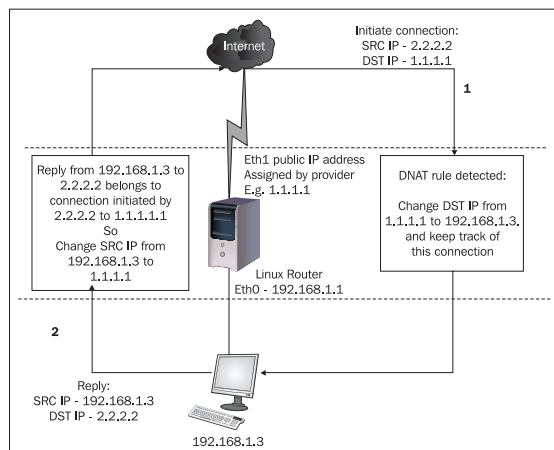 Internet
Initiate connection:
SRC IP - 2.2.2.2
DST IP - 1.1.1.1
1
Reply from 192.168.1.3 to
2.2.2.2 belongs to
connection initiated by
2.2.2.2 to 1.1.1.1.1
So
Change SRC IP from
192.168.1.3 to
1.1.1.1
Eth1 public IP address
Assigned by provider
E.g. 1.1.1.1
DNAT rule detected:
Change DST IP from
1.1.1.1 to 192.168.1.3.
and keep track of
this connection
Linux Router
Eth0 - 192.168.1.1
2
Reply:
SRC IP - 192.168.1.3
DST IP - 2.2.2.2
192.168.1.3